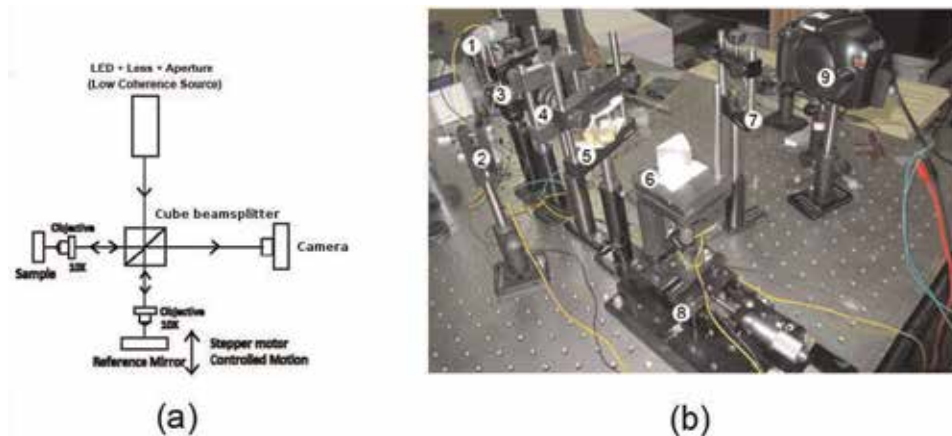 LED + Lens + Aperture
(Low Coherence Source)
Cube beamsplitter
Objective
10X
Sample
Camera
Objective
10X
Reference Mirror
Stepper motor
Controlled Motion
(a)
1
3
4
2
5
6
7
9
8
(b)